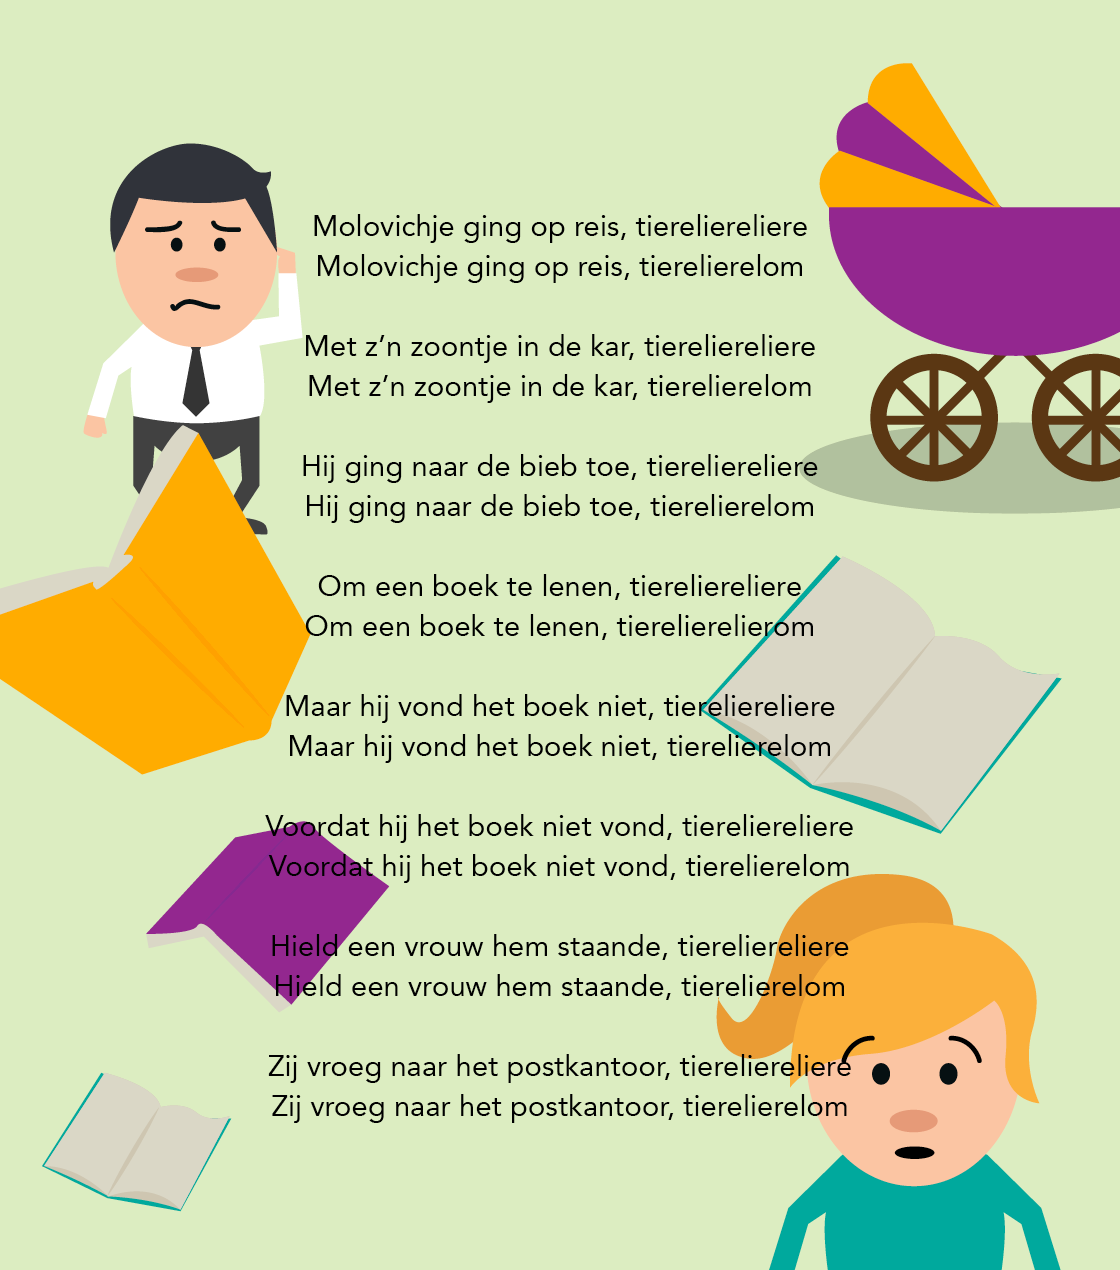 Molovichje ging op reis, tiereliereliere
Molovichje ging op reis, tierelierelom
Met z’n zoontje in de kar, tiereliereliere
Met z’n zoontje in de kar, tierelierelom
Hij ging naar de bieb toe, tiereliereliere
Hij ging naar de bieb toe, tierelierelom
Om een boek te lenen, tiereliereliere
Om een boek te lenen, tierelierelierom
Maar hij vond het boek niet, tiereliereliere
Maar hij vond het boek niet, tierelierelom
Voordat hij het boek niet vond, tiereliereliere
Voordat hij het boek niet vond, tierelierelom
Hield een vrouw hem staande, tiereliereliere
Hield een vrouw hem staande, tierelierelom
Zij vroeg naar het postkantoor, tiereliereliere
Zij vroeg naar het postkantoor, tierelierelom